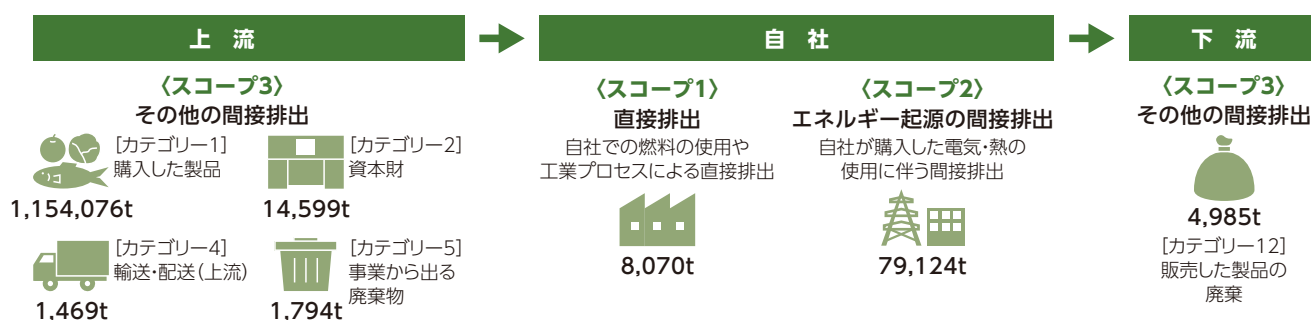 上 流
〈スコープ3〉
その他の間接排出
[カテゴリー1]
購入した製品
1,154,076t
[カテゴリー2]
資本財
14,599t
[カテゴリー4]
輸送・配送（上流）
1,469t
[カテゴリー5]
事業から出る
廃棄物
1,794t
自 社
〈スコープ1〉
直接排出
自社での燃料の使用や
工業プロセスによる直接排出
8,070t
〈スコープ2〉
エネルギー起源の間接排出
自社が購入した電気・熱の
使用に伴う間接排出
79,124t
下 流
〈スコープ3〉
その他の間接排出
4,985t
[カテゴリー12]
販売した製品の
廃棄